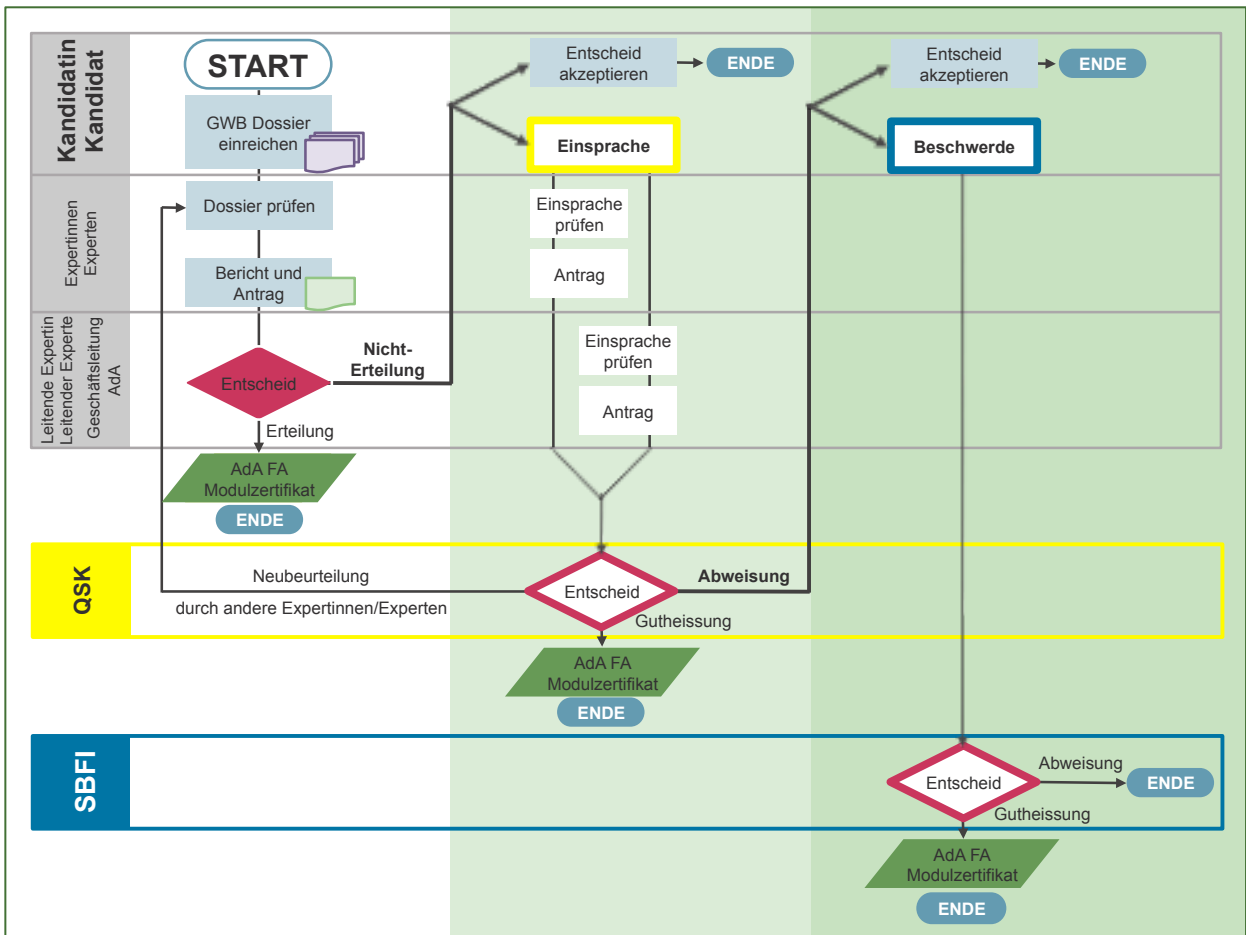 Kandidatin
Kandidat
START
GWB Dossier
einreichen
Entscheid
akzeptieren
ENDE
Einsprache
Entscheid
akzeptieren
ENDE
Beschwerde
Expertinnen
Experten
Dossier prüfen
Bericht und
Antrag
Einsprache
prüfen
Antrag
Leitende Expertin
Leitender Experte
Geschäftsleitung
AdA
Entscheid
Nicht-
Erteilung
Erteilung
Einsprache
prüfen
Antrag
AdA FA
Modulzertifikat
ENDE
QSK
Neubeurteilung
durch andere Expertinnen/Experten
Entscheid
Abweisung
Gutheissung
AdA FA
Modulzertifikat
ENDE
SBFI
Entscheid
Abweisung
ENDE
Gutheissung
AdA FA
Modulzertifikat
ENDE